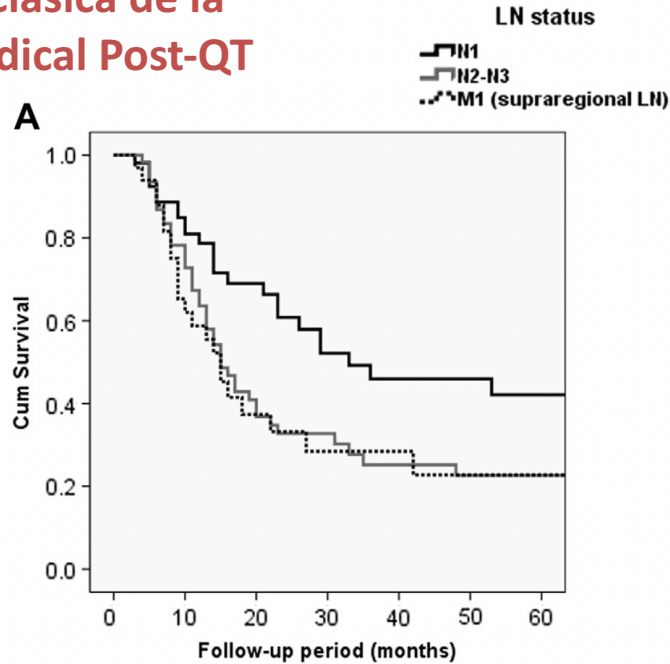 clásica de la
dical Post-QT
LN status
N1
N2-N3
M1 (supraregional LN)
A
1.0
0.8
0.6
0.4
0.2
0.0
Cum Survival
0 10 20 30 40 50 60
Follow-up period (months)